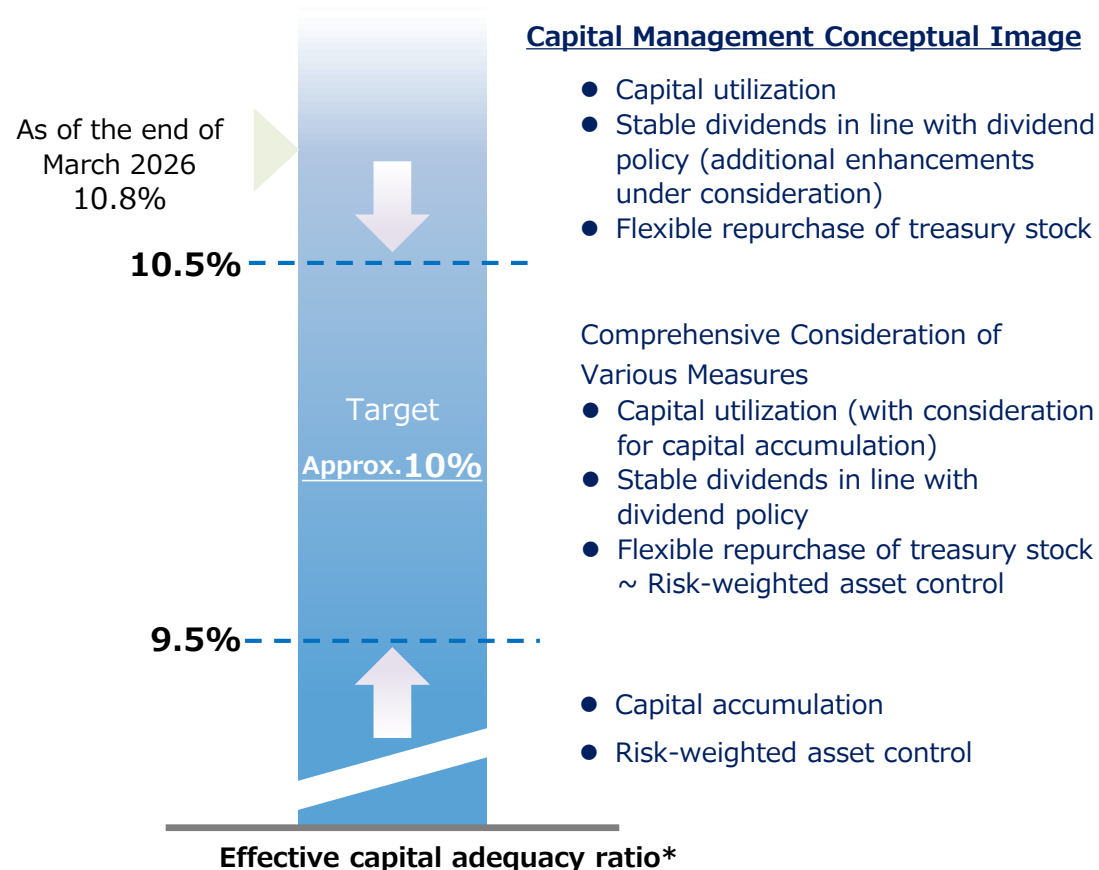 Capital Management Conceptual Image
● Capital utilization
● Stable dividends in line with dividend
policy (additional enhancements
under consideration)
● Flexible repurchase of treasury stock
As of the end of
March 2026
10.8%
10.5%
Comprehensive Consideration of
Various Measures
● Capital utilization (with consideration
for capital accumulation)
● Stable dividends in line with
dividend policy
● Flexible repurchase of treasury stock
~ Risk-weighted asset control
Target
Approx.10%
9.5%
● Capital accumulation
● Risk-weighted asset control
Effective capital adequacy ratio*